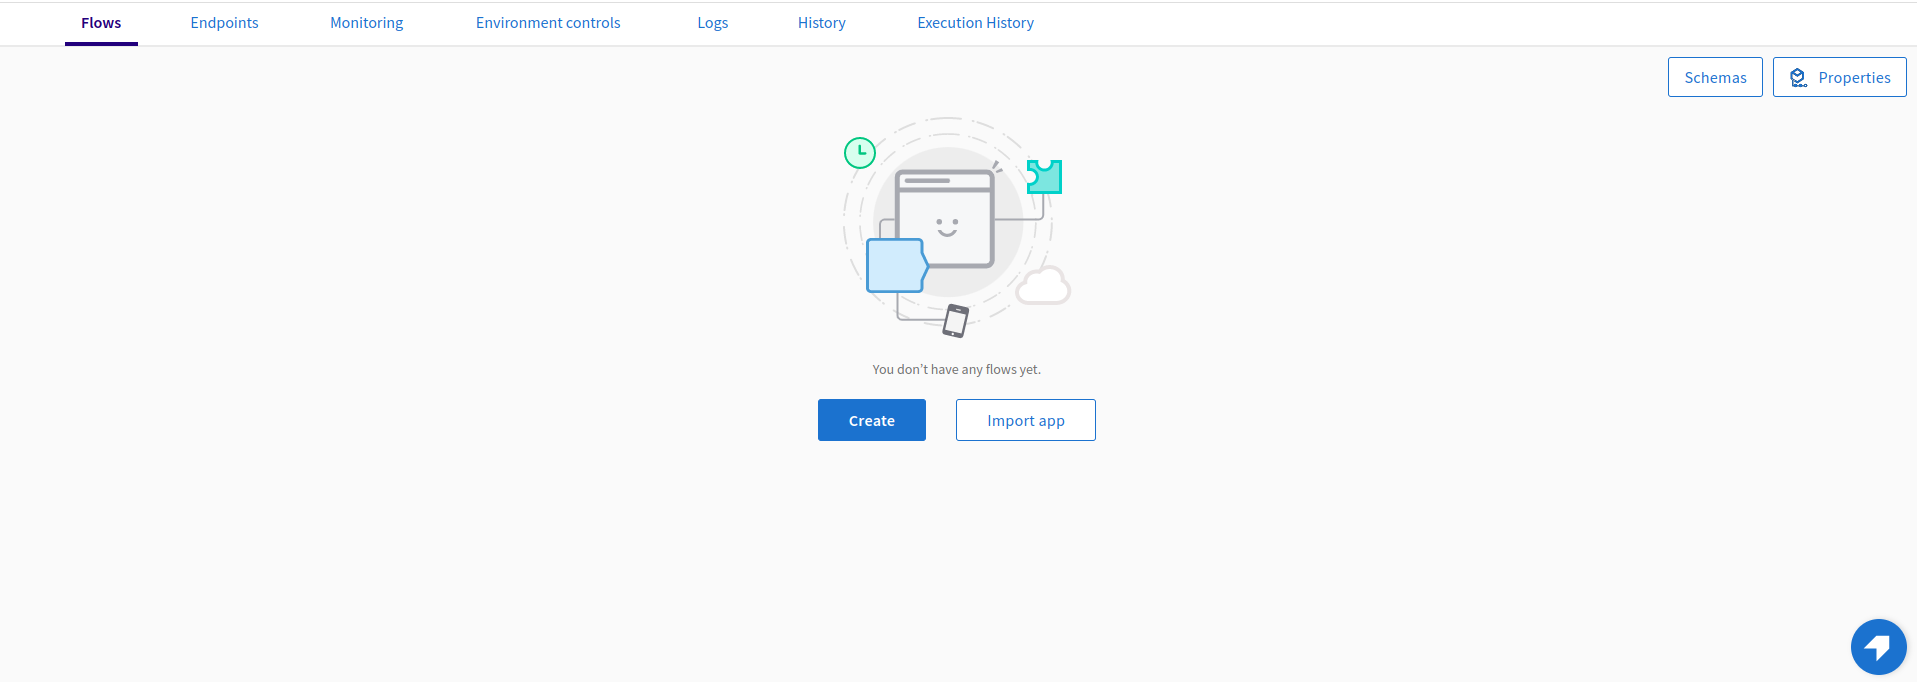 Flows Endpoints Monitoring Environment controls Logs History Execution History
Schemas Properties
You don't have any flows yet.
Create Import app